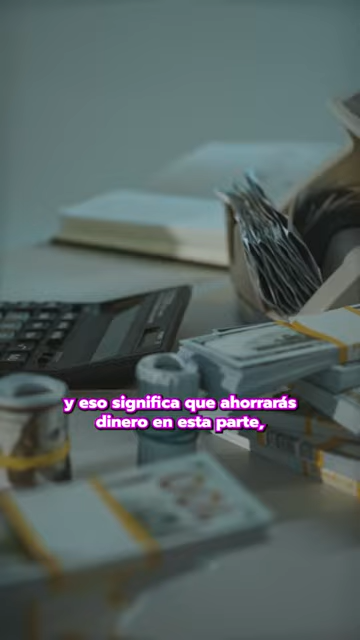 y eso significa que ahorrarás
dinero en esta parte,